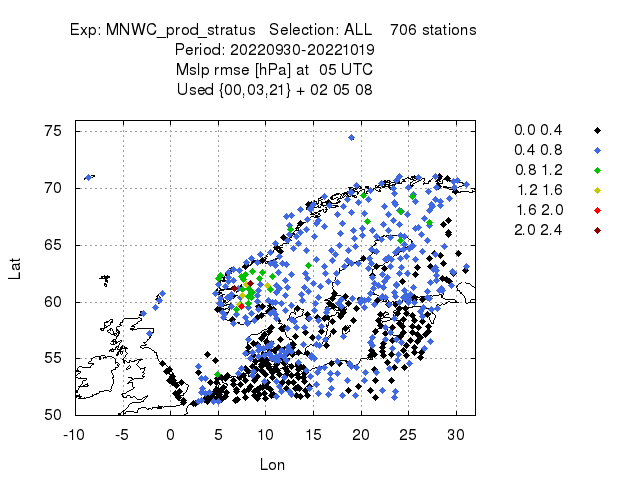 Exp: MNWC_prod_stratus   Selection: ALL    706 stations
Period: 20220930-20221019
Mslp rmse [hPa] at  05 UTC
Used {00,03,21} + 02 05 08
0.0 0.4
0.4 0.8
0.8 1.2
1.2 1.6
1.6 2.0
2.0 2.4
75
70
65
60
55
50
Lat
-10 -5 0 5 10 15 20 25 30
Lon